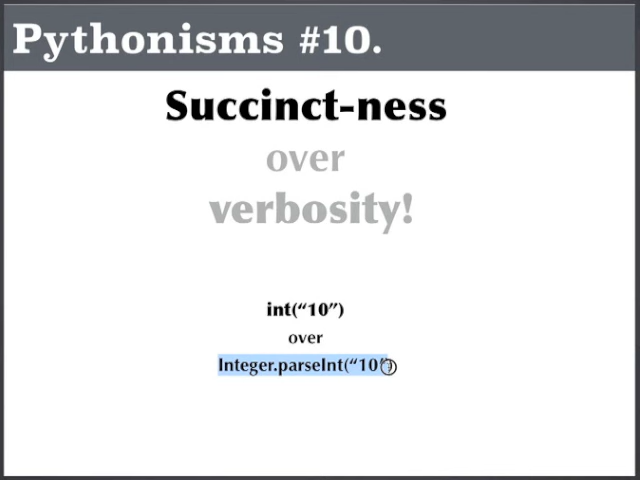 Pythonisms #10.
Succinct-ness
over
verbosity!
int(“10”)
over
Integer.parseInt(“10”)